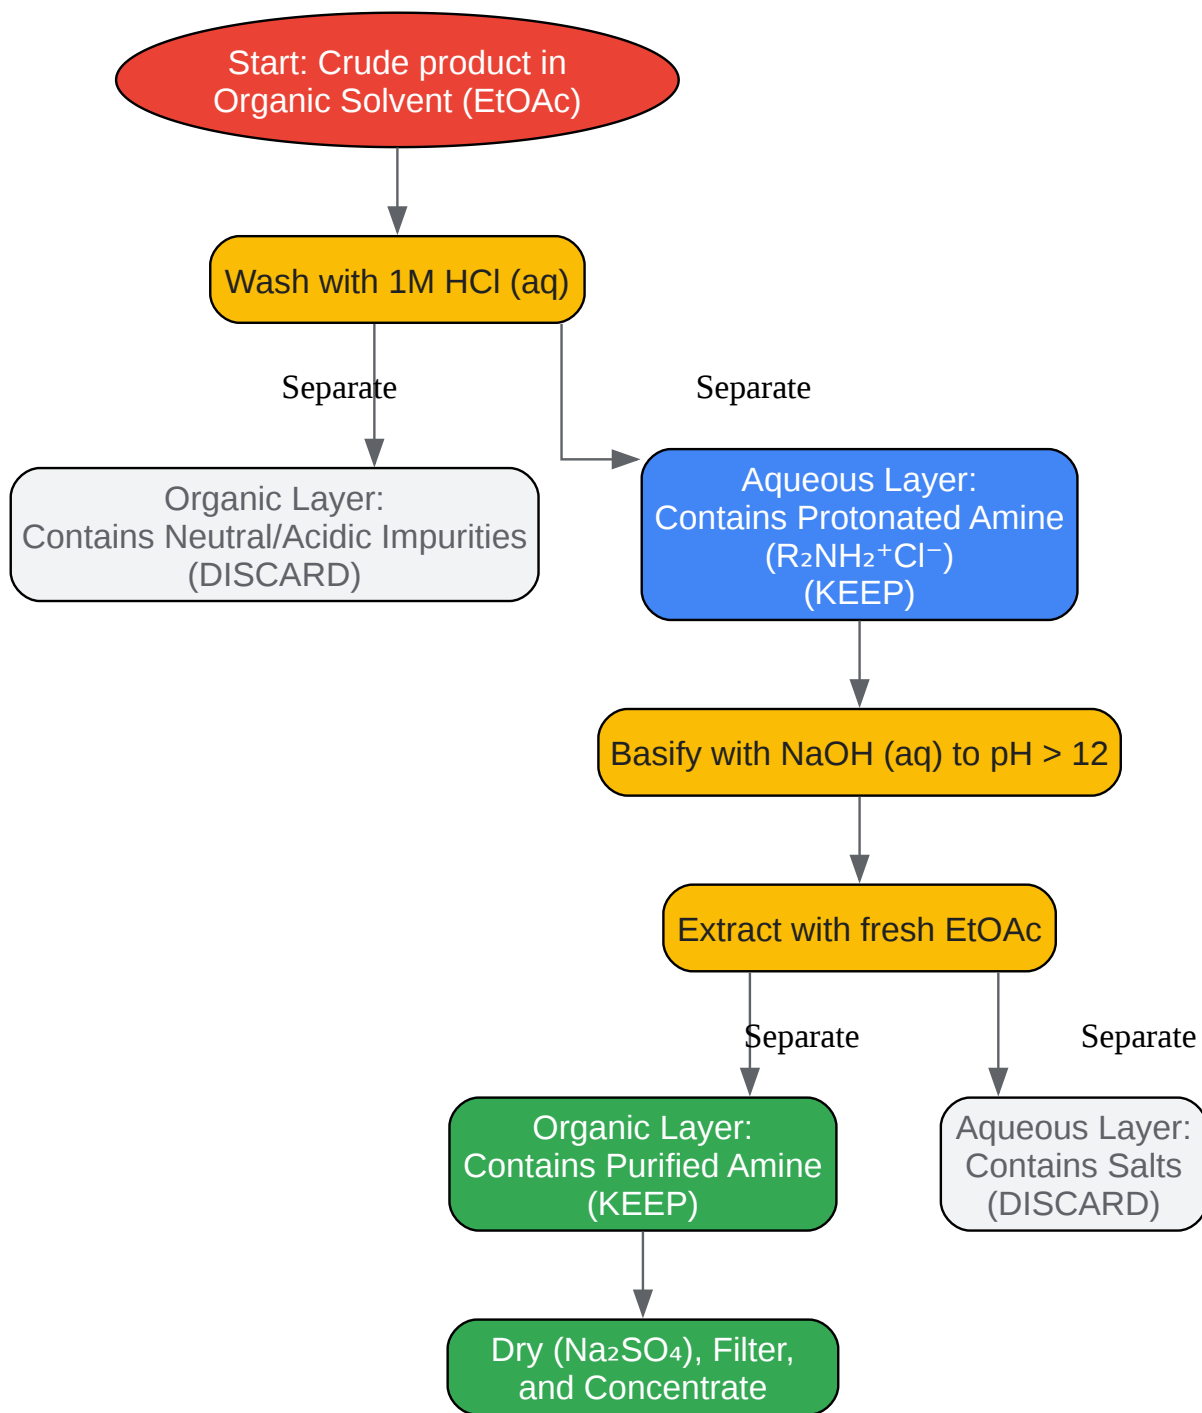 Start: Crude product in
Organic Solvent (EtOAc)
Wash with 1M HCl (aq)
Separate
Separate
Organic Layer:
Contains Neutral/Acidic Impurities
(DISCARD)
Aqueous Layer:
Contains Protonated Amine
(R₂NH₂⁺Cl⁻)
(KEEP)
Basify with NaOH (aq) to pH > 12
Extract with fresh EtOAc
Separate
Separate
Organic Layer:
Contains Purified Amine
(KEEP)
Aqueous Layer:
Contains Salts
(DISCARD)
Dry (Na₂SO₄), Filter,
and Concentrate